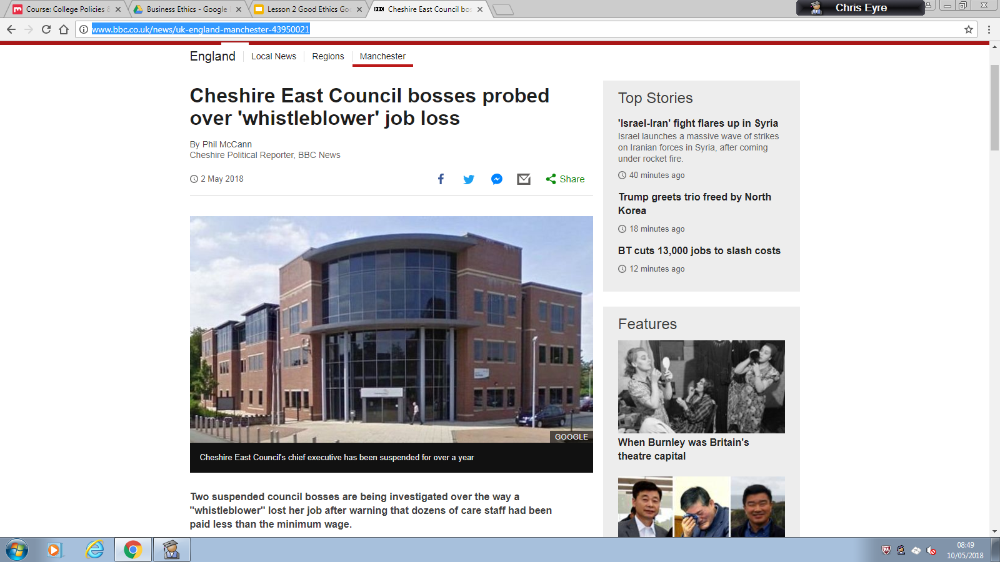 Course: College Policies &
Business Ethics - Google
Lesson 2 Good Ethics Goo
BBC
Cheshire East Council bos
Chris Eyre
www.bbc.co.uk/news/uk-england-manchester-43950021
England
Local News
Regions
Manchester
Cheshire East Council bosses probed
over 'whistleblower' job loss
By Phil McCann
Cheshire Political Reporter, BBC News
2 May 2018
Share
GOOGLE
Cheshire East Council's chief executive has been suspended for over a year
Two suspended council bosses are being investigated over the way a
"whistleblower" lost her job after warning that dozens of care staff had been
paid less than the minimum wage.
Top Stories
'Israel-Iran' fight flares up in Syria
Israel launches a massive wave of strikes
on Iranian forces in Syria, after coming
under rocket fire.
40 minutes ago
Trump greets trio freed by North
Korea
18 minutes ago
BT cuts 13,000 jobs to slash costs
12 minutes ago
Features
When Burnley was Britain's
theatre capital
08:49
10/05/2018